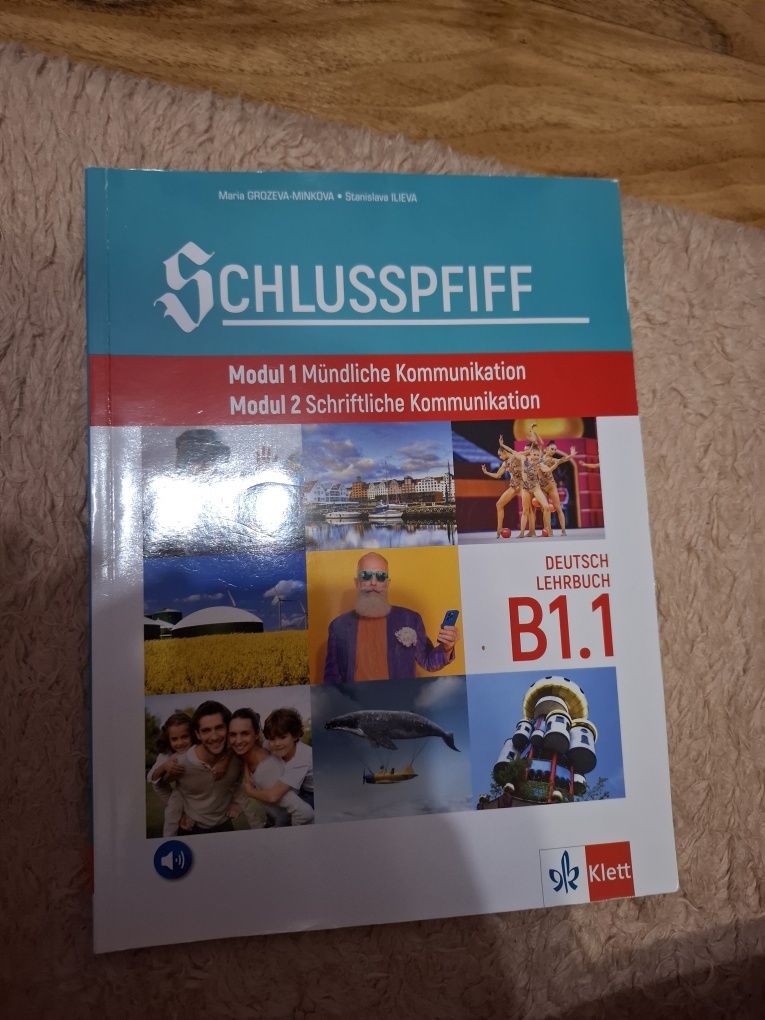 Maria GROZEVA-MINKOVA • Stanislava ILIEVA
SCHLUSSPFIFF
Modul 1 Mündliche Kommunikation
Modul 2 Schriftliche Kommunikation
DEUTSCH
LEHRBUCH
B1.1
Klett